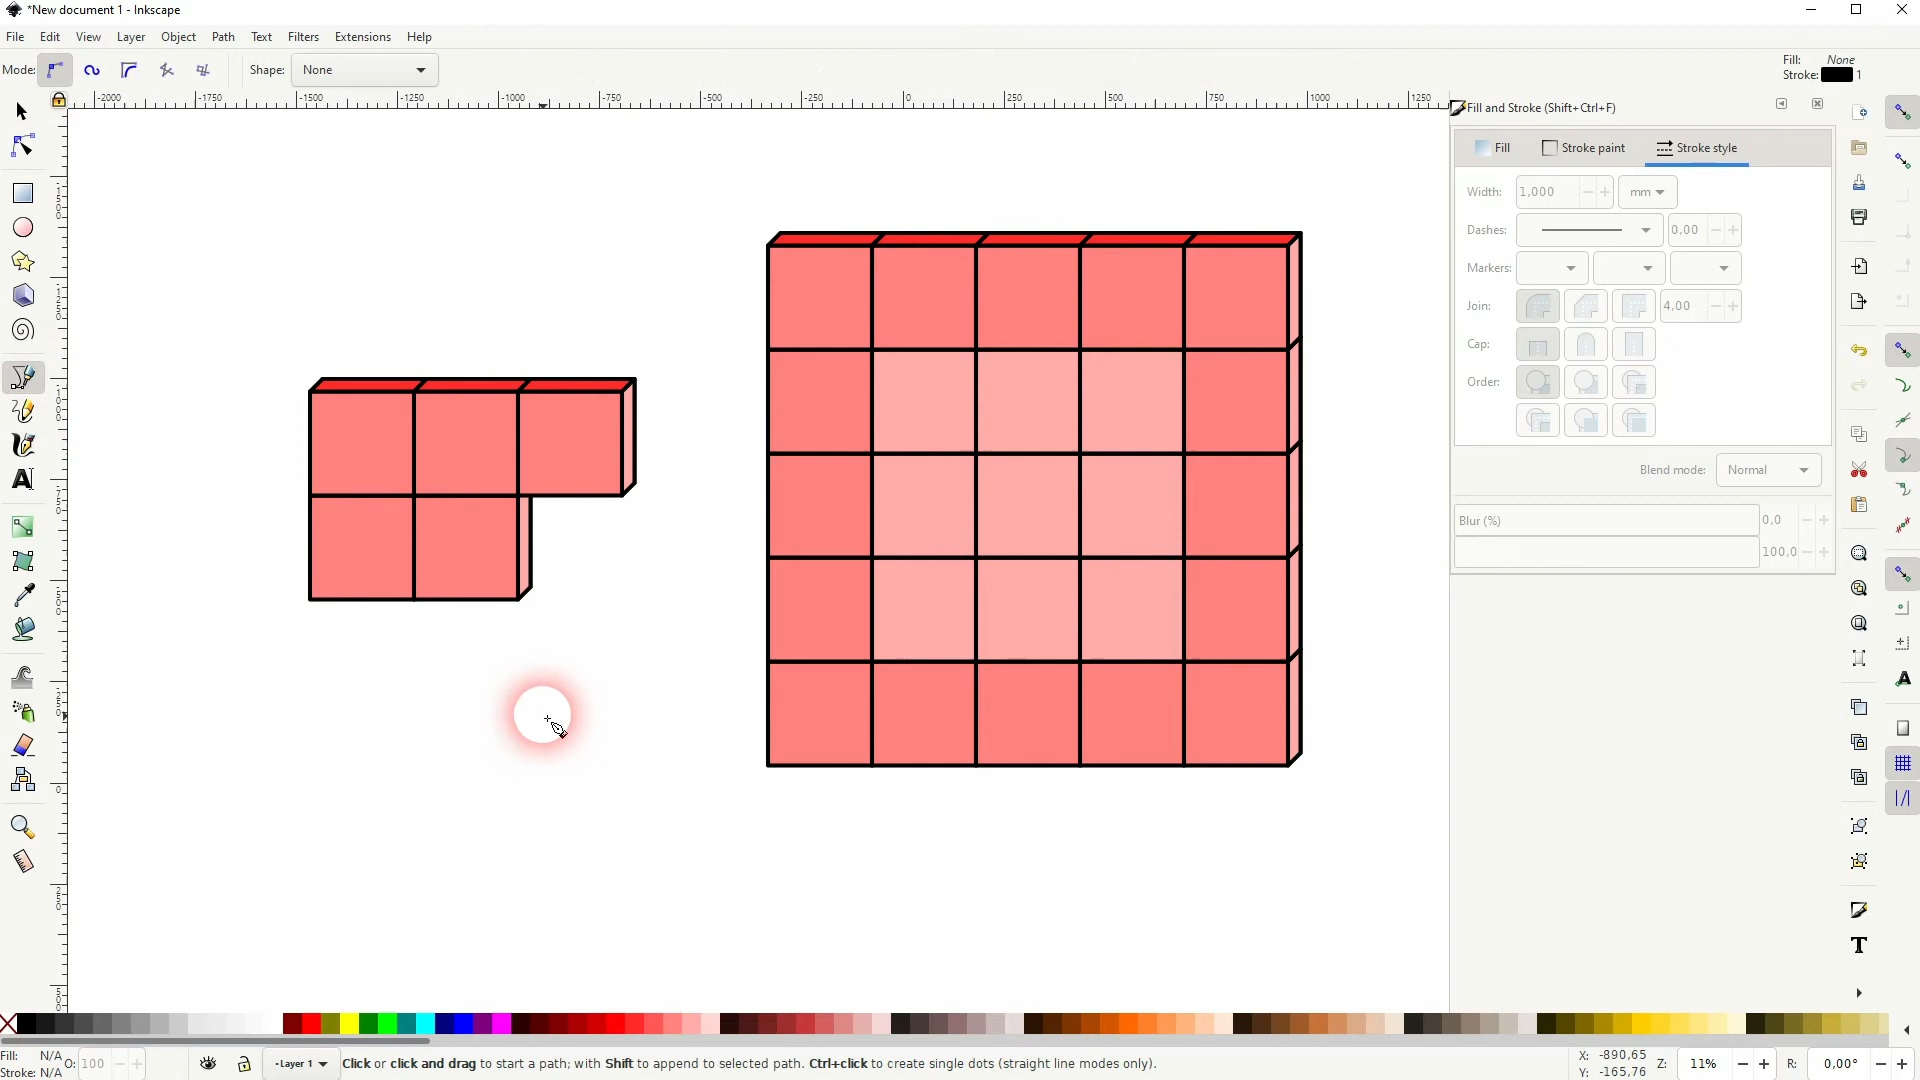 *New document 1 - Inkscape
File Edit View Layer Object Path Filters Text Extensions Help
Mode: Shape: None
Fill: None
Stroke: 1
-2000 -1750 -1500 -1250 -1000 -750 -500 -250 0 250 500 750 1000 1250
Fill and Stroke (Shift+Ctrl+F)
Fill Stroke paint Stroke style
Width: 1,000 mm
Dashes: 0,00
Markers:
Join: 4,00
Cap:
Order:
Blend mode: Normal
Blur (%) 0,0
100,0
Fill: N/A
Stroke: N/A
O: 100
Layer 1
Click or click and drag to start a path; with Shift to append to selected path. Ctrl+click to create single dots (straight line modes only).
X: -890,65
Y: -165,76
Z: 11%
R: 0,00°